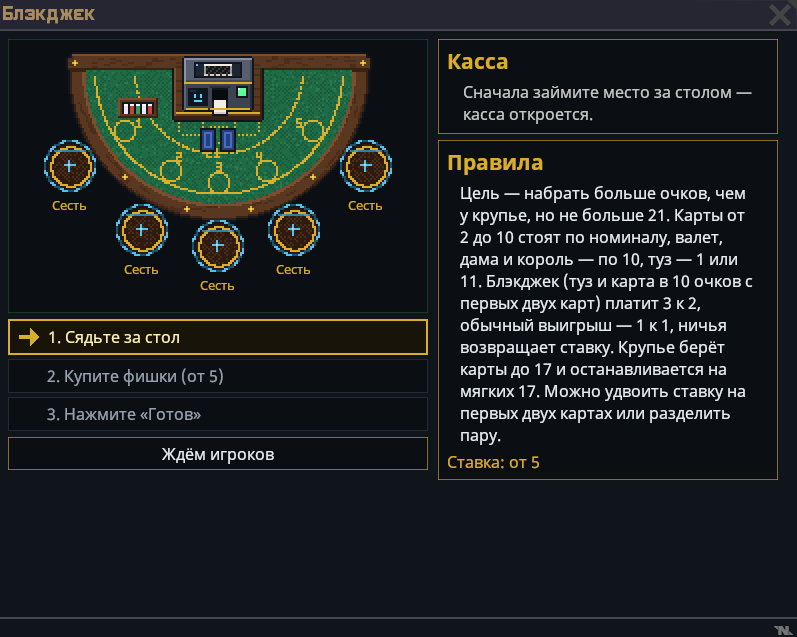 Блэкджек
1
5
2
4
3
Сесть
Сесть
Сесть
Сесть
Сесть
1. Сядьте за стол
2. Купите фишки (от 5)
3. Нажмите «Готов»
Ждём игроков
Касса
Сначала займите место за столом —
касса откроется.
Правила
Цель — набрать больше очков, чем
у крупье, но не больше 21. Карты от
2 до 10 стоят по номиналу, валет,
дама и король — по 10, туз — 1 или
11. Блэкджек (туз и карта в 10 очков с
первых двух карт) платит 3 к 2,
обычный выигрыш — 1 к 1, ничья
возвращает ставку. Крупье берёт
карты до 17 и останавливается на
мягких 17. Можно удвоить ставку на
первых двух картах или разделить
пару.
Ставка: от 5